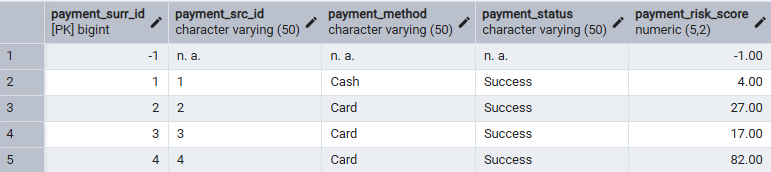 payment_surr_id payment_src_id payment_method payment_status payment_risk_score
[PK] bigint character varying (50) character varying (50) character varying (50) numeric (5,2)
1 -1 n. a. n. a. n. a. -1.00
2 1 1 Cash Success 4.00
3 2 2 Card Success 27.00
4 3 3 Card Success 17.00
5 4 4 Card Success 82.00